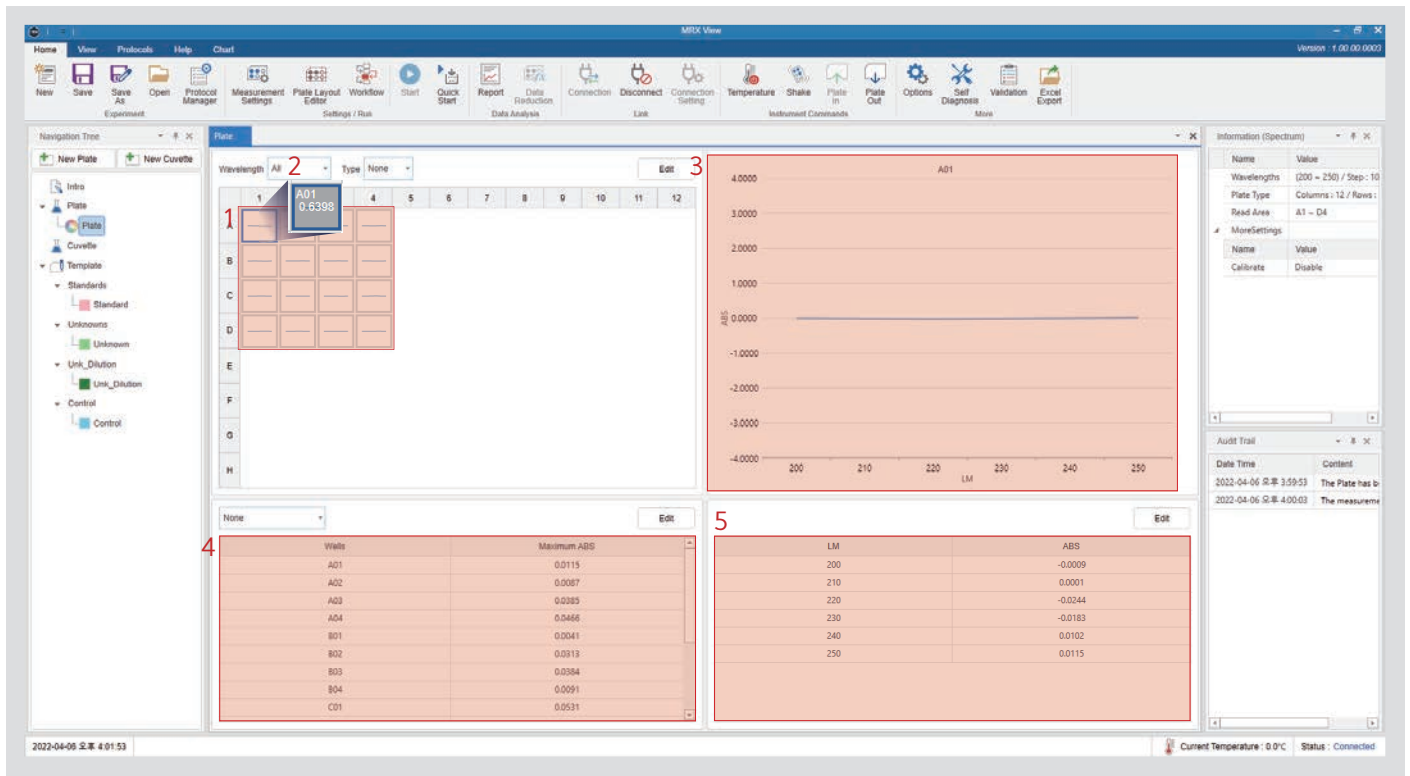 MRX View
Home View Protocols Help Chart Version : 1.00.00.0003
New Save Save As Open Protocol Manager Measurement Settings Plate Layout Editor Workflow Start Quick Start Report Data Reduction Connection Disconnect Connection Setting Temperature Shake Plate In Plate Out Options Self Diagnosis Validation Excel Export
Experiment Settings / Run Data Analysis Link Instrument Commands More
Navigation Tree
New Plate New Cuvette
Intro
Plate
Plate
Cuvette
Template
Standards
Standard
Unknowns
Unknown
Unk_Dilution
Unk_Dilution
Control
Control
Plate
Wavelength All 2 Type None Edit
1 4 5 6 7 8 9 10 11 12
A01
0.6398
1
A
B
C
D
E
F
G
H
3
A01
4.0000
3.0000
2.0000
1.0000
0.0000
-1.0000
-2.0000
-3.0000
-4.0000
ABS
200 210 220 230 240 250
LM
None Edit
4
Wells Maximum ABS
A01 0.0115
A02 0.0087
A03 0.0385
A04 0.0466
B01 0.0041
B02 0.0313
B03 0.0384
B04 0.0091
C01 0.0531
5 Edit
LM ABS
200 -0.0009
210 0.0001
220 -0.0244
230 -0.0183
240 0.0102
250 0.0115
Information (Spectrum)
Name Value
Wavelengths (200 ~ 250) / Step : 10
Plate Type Columns : 12 / Rows :
Read Area A1 ~ D4
MoreSettings
Name Value
Calibrate Disable
Audit Trail
Date Time Content
2022-04-06 오후 3:59:53 The Plate has b
2022-04-06 오후 4:00:03 The measureme
2022-04-06 오후 4:01:53 Current Temperature : 0.0℃ Status : Connected